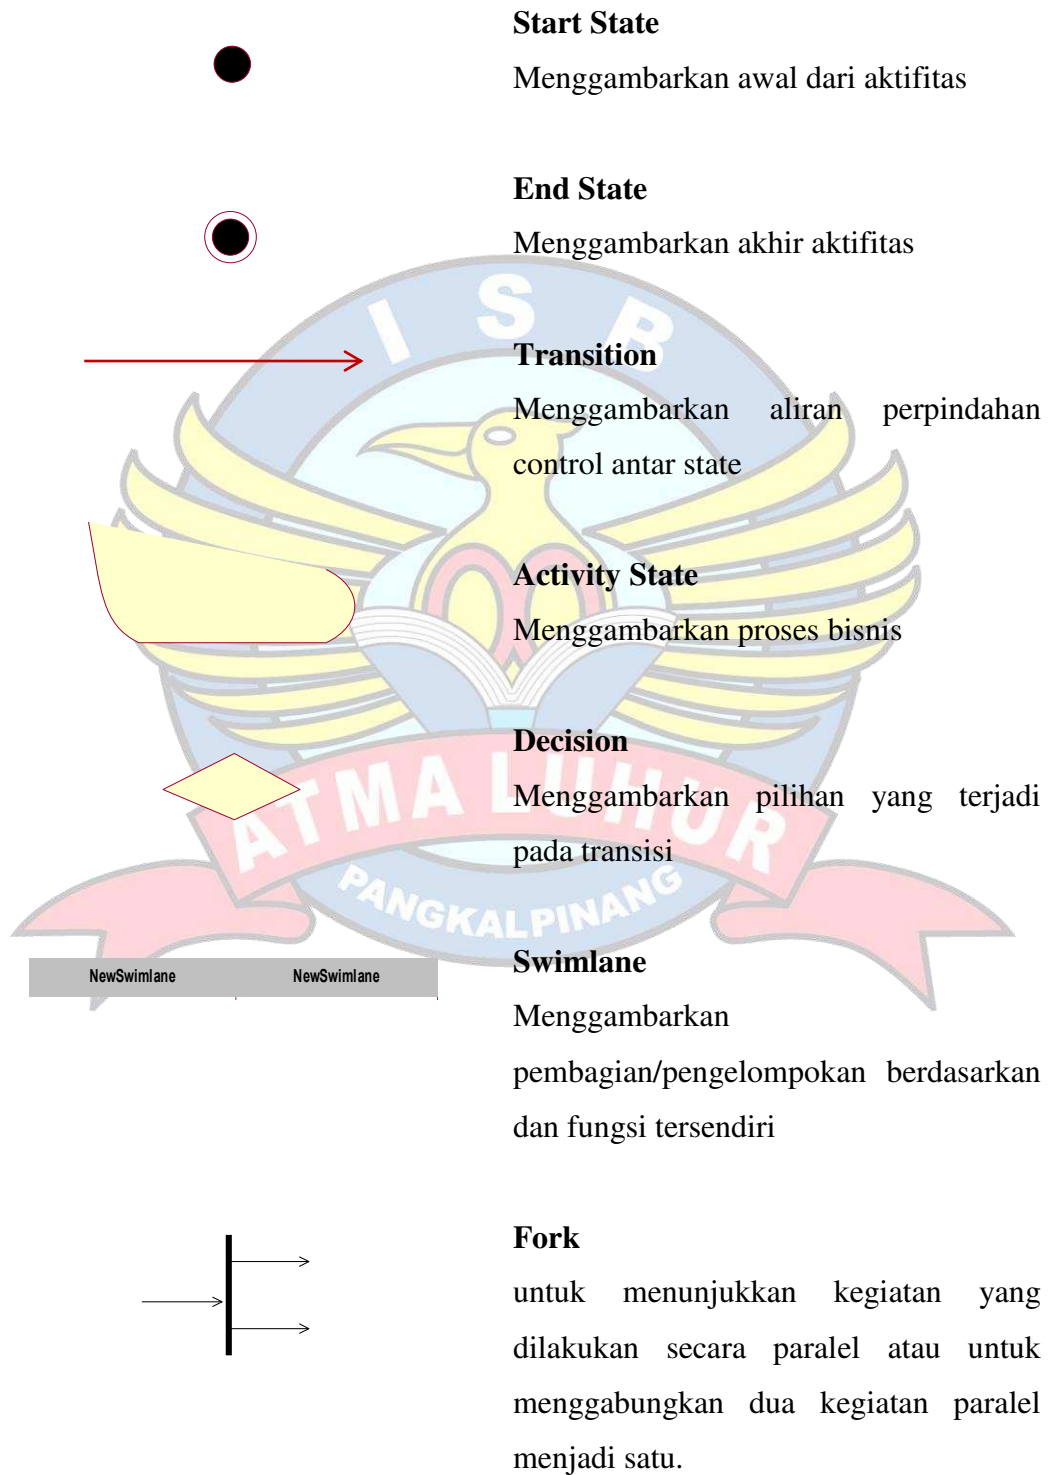 Start State
Menggambarkan awal dari aktifitas
End State
Menggambarkan akhir aktifitas
I S B
Transition
Menggambarkan aliran perpindahan
control antar state
Activity State
Menggambarkan proses bisnis
Decision
Menggambarkan pilihan yang terjadi
pada transisi
ATMA LUHUR
PANGKALPINANG
NewSwimlane NewSwimlane
Swimlane
Menggambarkan
pembagian/pengelompokan berdasarkan
dan fungsi tersendiri
Fork
untuk menunjukkan kegiatan yang
dilakukan secara paralel atau untuk
menggabungkan dua kegiatan paralel
menjadi satu.